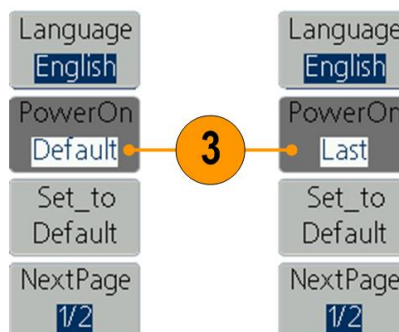 Language
English
PowerOn
Default
Set_to
Default
NextPage
1/2
3
Language
English
PowerOn
Last
Set_to
Default
NextPage
1/2